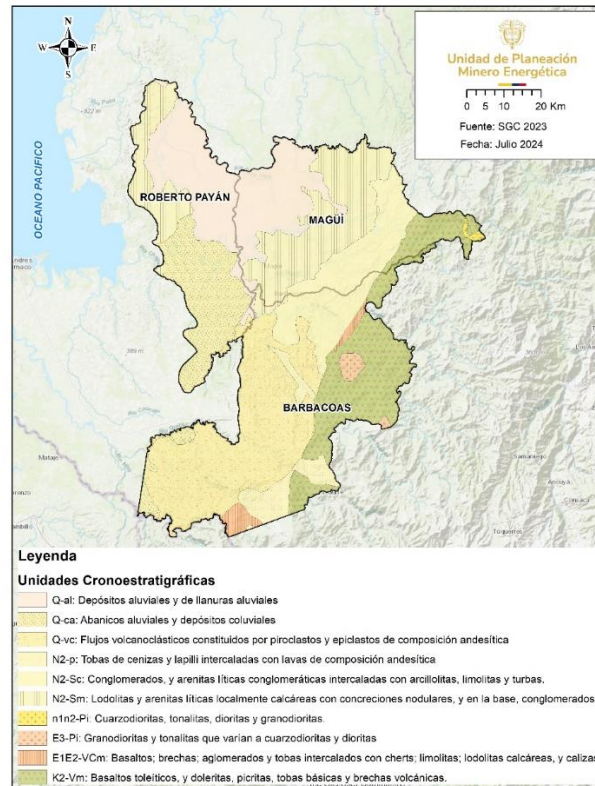 N
W E
S
Unidad de Planeación
Minero Energética
0 5 10 20 Km
Fuente: SGC 2023
Fecha: Julio 2024
OCEANO PACIFICO
ROBERTO PAYÁN
MAGÜÍ
BARBACOAS
Mataje
Samaniego
Túquerres
Leyenda
Unidades Cronoestratigráficas
Q-al: Depósitos aluviales y de llanuras aluviales
Q-ca: Abanicos aluviales y depósitos coluviales
Q-vc: Flujos volcanoclásticos constituidos por piroclastos y epiclastos de composición andesítica
N2-p: Tobas de cenizas y lapilli intercaladas con lavas de composición andesítica
N2-Sc: Conglomerados, y arenitas líticas conglomeráticas intercaladas con arcillolitas, limolitas y turbas.
N2-Sm: Lodolitas y arenitas líticas localmente calcáreas con concreciones nodulares, y en la base, conglomerados
n1n2-Pi: Cuarzodioritas, tonalitas, dioritas y granodioritas.
E3-Pi: Granodioritas y tonalitas que varían a cuarzodioritas y dioritas
E1E2-VCm: Basaltos; brechas; aglomerados y tobas intercalados con cherts; limolitas; lodolitas calcáreas, y calizas
K2-Vm: Basaltos toleíticos, y doleritas, picritas, tobas básicas y brechas volcánicas.